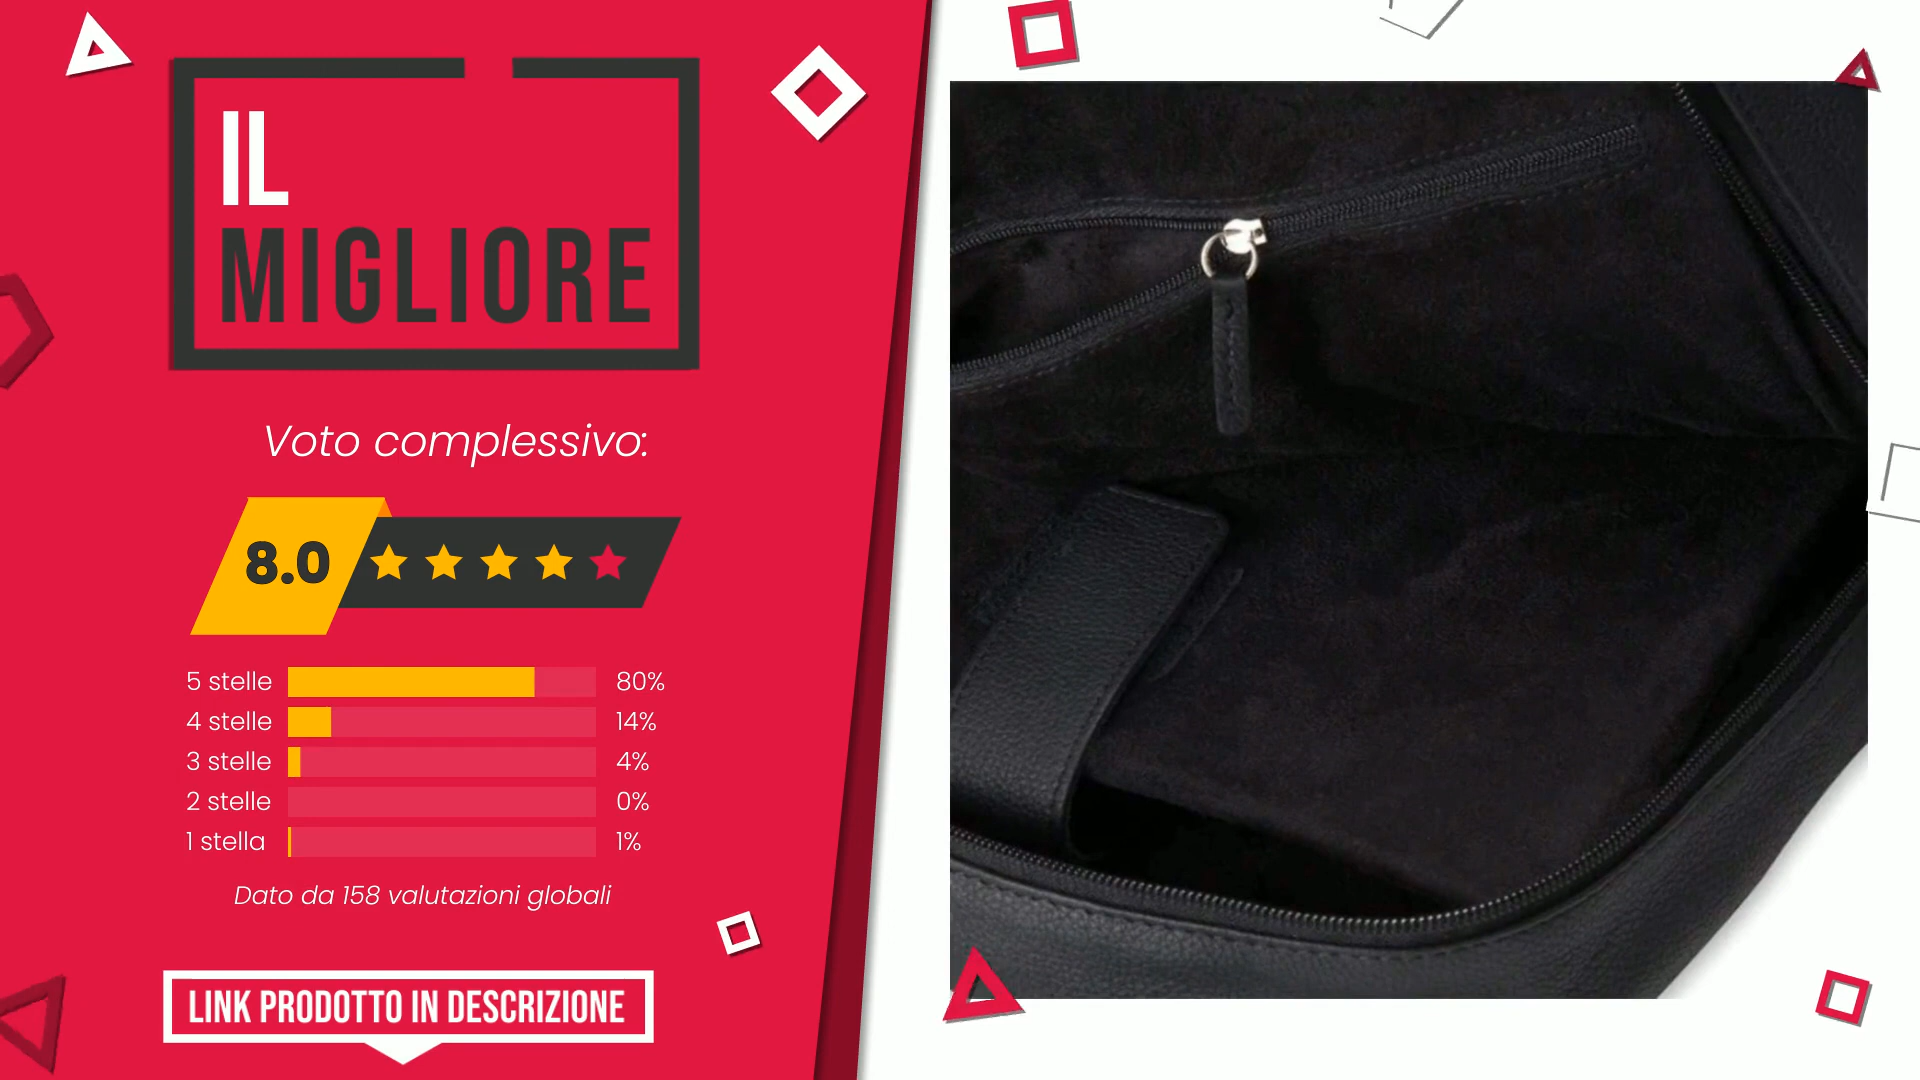 IL
MIGLIORE
Voto complessivo:
8.0
5 stelle 80%
4 stelle 14%
3 stelle 4%
2 stelle 0%
1 stella 1%
Dato da 158 valutazioni globali
LINK PRODOTTO IN DESCRIZIONE